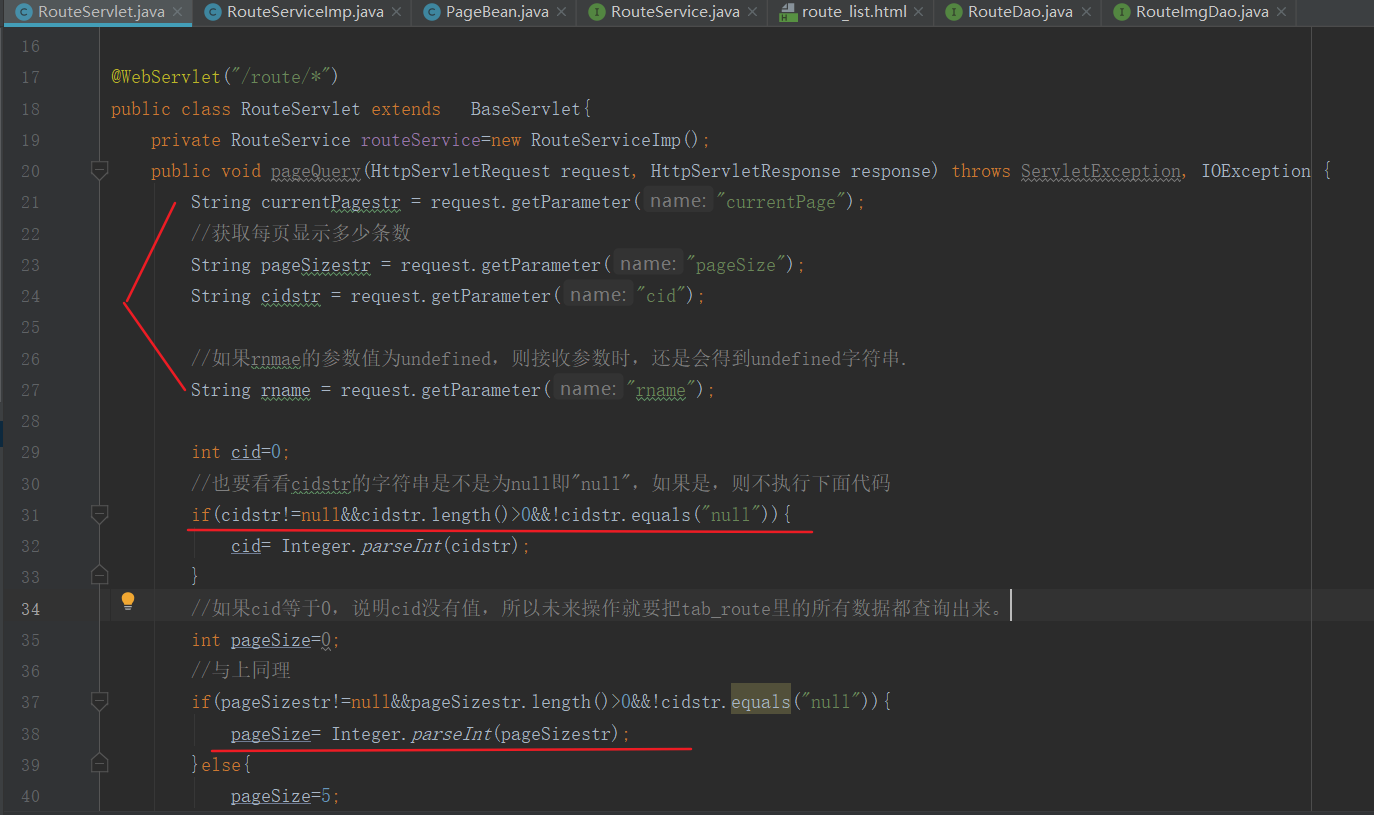 RouteServlet.java × RouteServiceImp.java × PageBean.java × RouteService.java × route_list.html × RouteDao.java × RouteImgDao.java ×
16
17 @WebServlet("/route/*")
18 public class RouteServlet extends BaseServlet{
19 private RouteService routeService=new RouteServiceImp();
20 public void pageQuery(HttpServletRequest request, HttpServletResponse response) throws ServletException, IOException {
21 String currentPagestr = request.getParameter( name: "currentPage");
22 //获取每页显示多少条数
23 String pageSizestr = request.getParameter( name: "pageSize");
24 String cidstr = request.getParameter( name: "cid");
25
26 //如果rnmae的参数值为undefined，则接收参数时，还是会得到undefined字符串.
27 String rname = request.getParameter( name: "rname");
28
29 int cid=0;
30 //也要看看cidstr的字符串是不是为null即"null"，如果是，则不执行下面代码
31 if(cidstr!=null&&cidstr.length()>0&&!cidstr.equals("null")){
32 cid= Integer.parseInt(cidstr);
33 }
34 //如果cid等于0，说明cid没有值，所以未来操作就要把tab_route里的所有数据都查询出来。
35 int pageSize=0;
36 //与上同理
37 if(pageSizestr!=null&&pageSizestr.length()>0&&!cidstr.equals("null")){
38 pageSize= Integer.parseInt(pageSizestr);
39 }else{
40 pageSize=5;